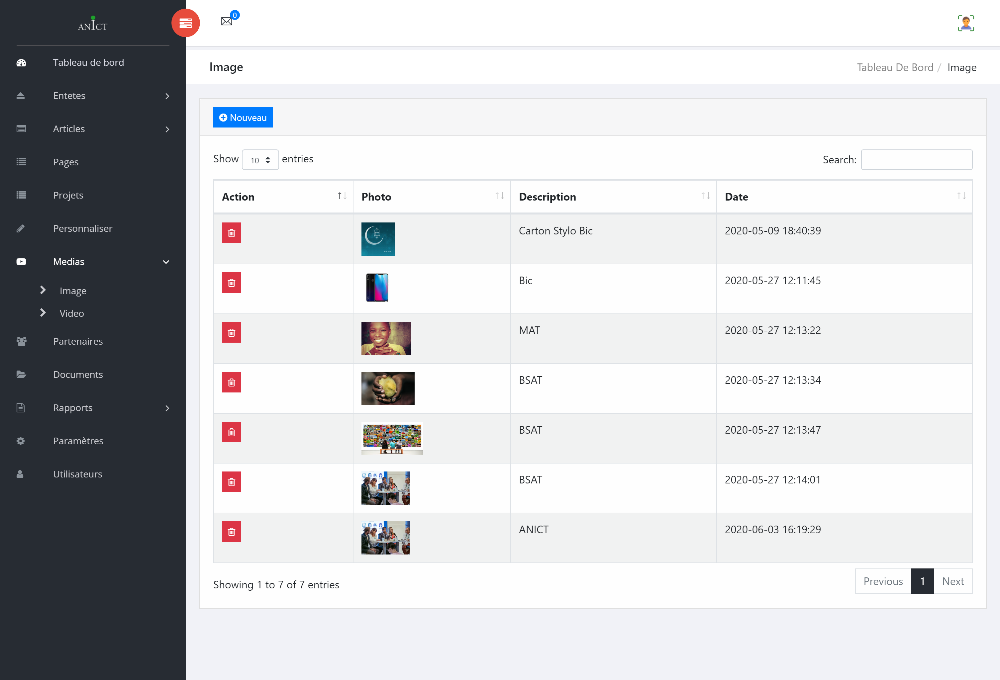 ANICT
0
Tableau de bord
Entetes
Articles
Pages
Projets
Personnaliser
Medias
Image
Video
Partenaires
Documents
Rapports
Paramètres
Utilisateurs
Image
Tableau De Bord / Image
Nouveau
Show 10 entries
Search:
Action Photo Description Date
Carton Stylo Bic 2020-05-09 18:40:39
Bic 2020-05-27 12:11:45
MAT 2020-05-27 12:13:22
BSAT 2020-05-27 12:13:34
BSAT 2020-05-27 12:13:47
BSAT 2020-05-27 12:14:01
ANICT 2020-06-03 16:19:29
Showing 1 to 7 of 7 entries
Previous 1 Next